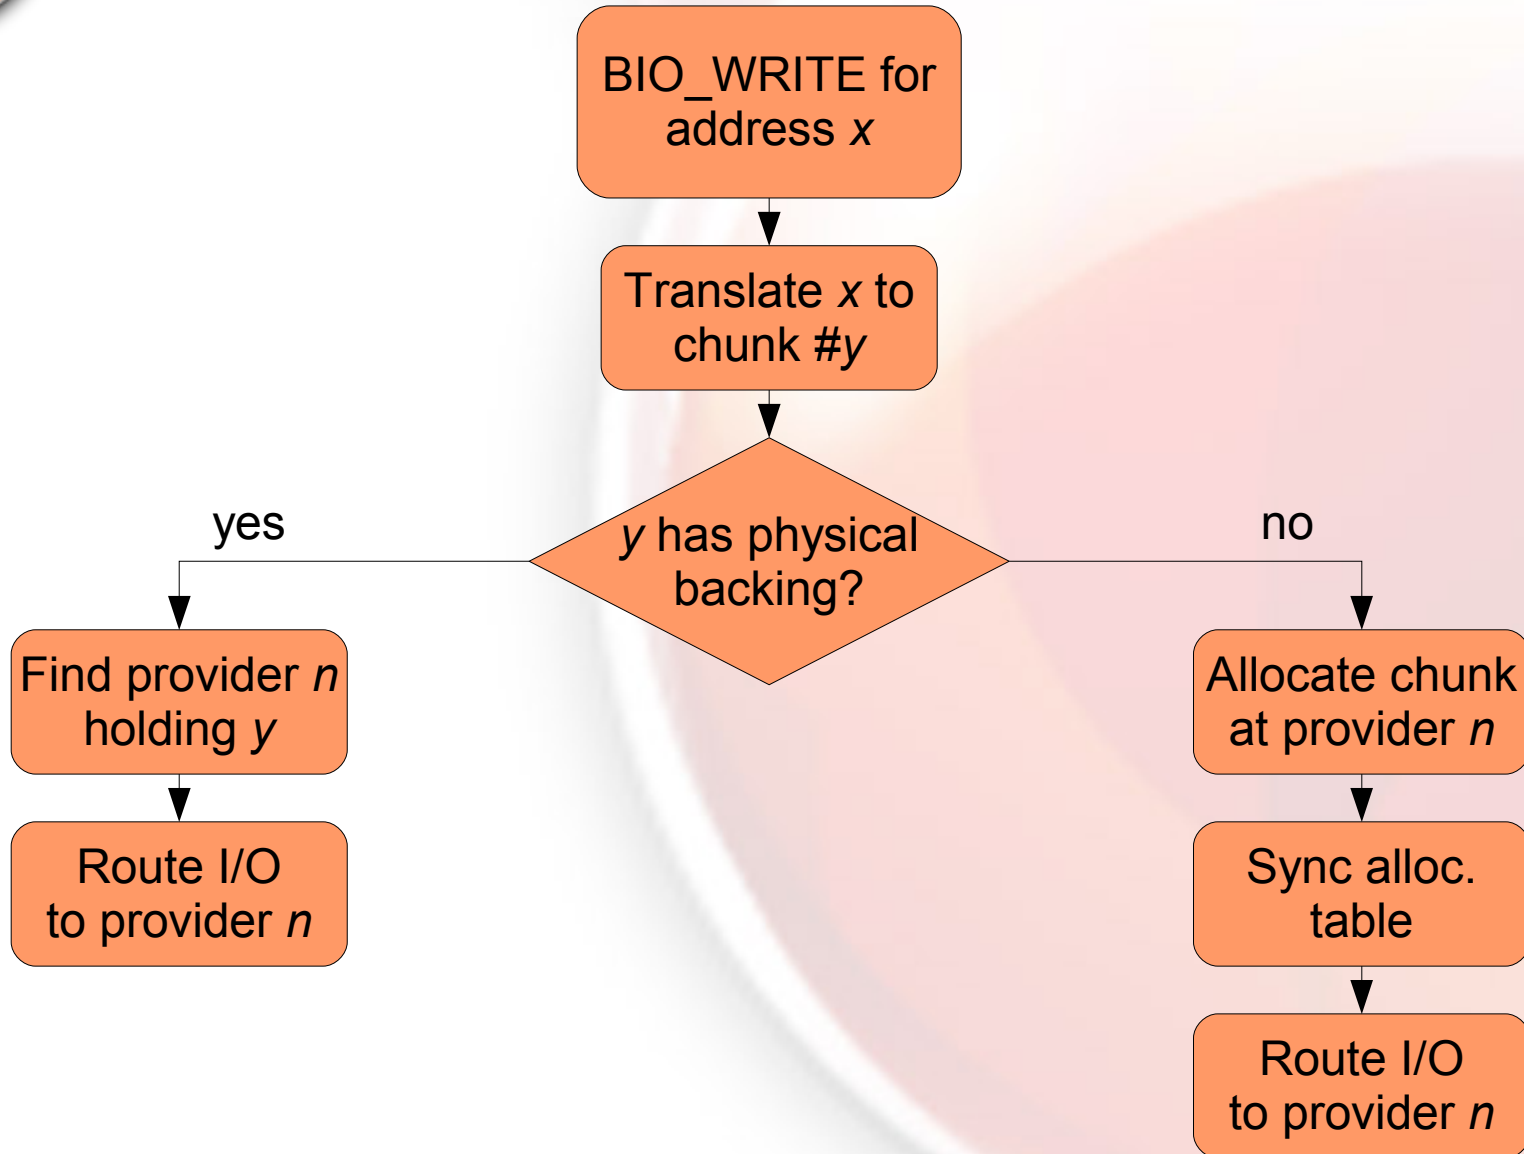 BIO_WRITE for
address x
Translate x to
chunk #y
y has physical
backing?
yes
no
Find provider n
holding y
Route I/O
to provider n
Allocate chunk
at provider n
Sync alloc.
table
Route I/O
to provider n